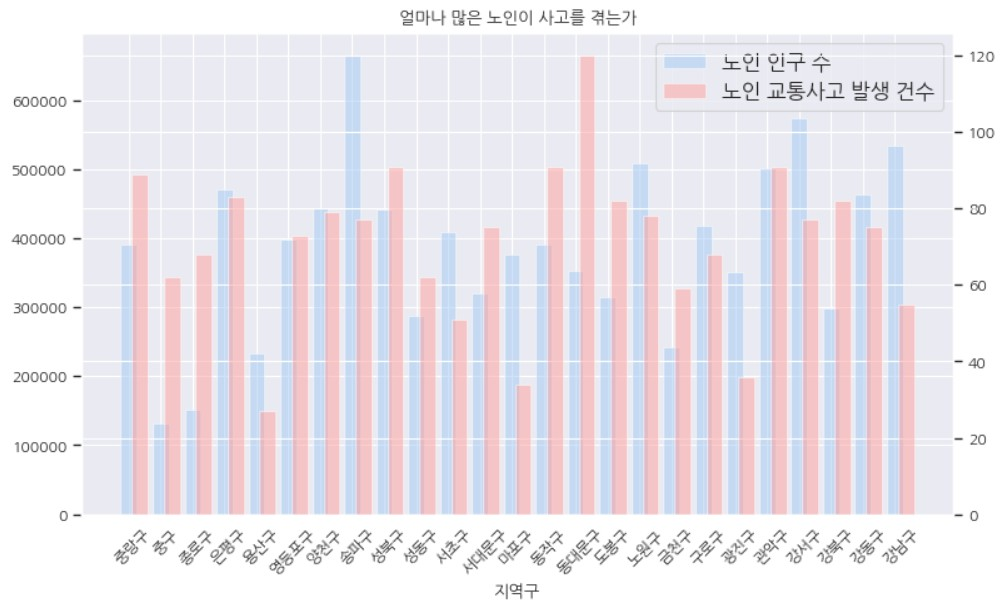 얼마나 많은 노인이 사고를 겪는가
노인 인구 수
노인 교통사고 발생 건수
600000
500000
400000
300000
200000
100000
0
120
100
80
60
40
20
0
중랑구
중구
종로구
은평구
용산구
영등포구
양천구
송파구
성북구
성동구
서초구
서대문구
마포구
동작구
동대문구
도봉구
노원구
금천구
구로구
광진구
관악구
강서구
강북구
강동구
강남구
지역구